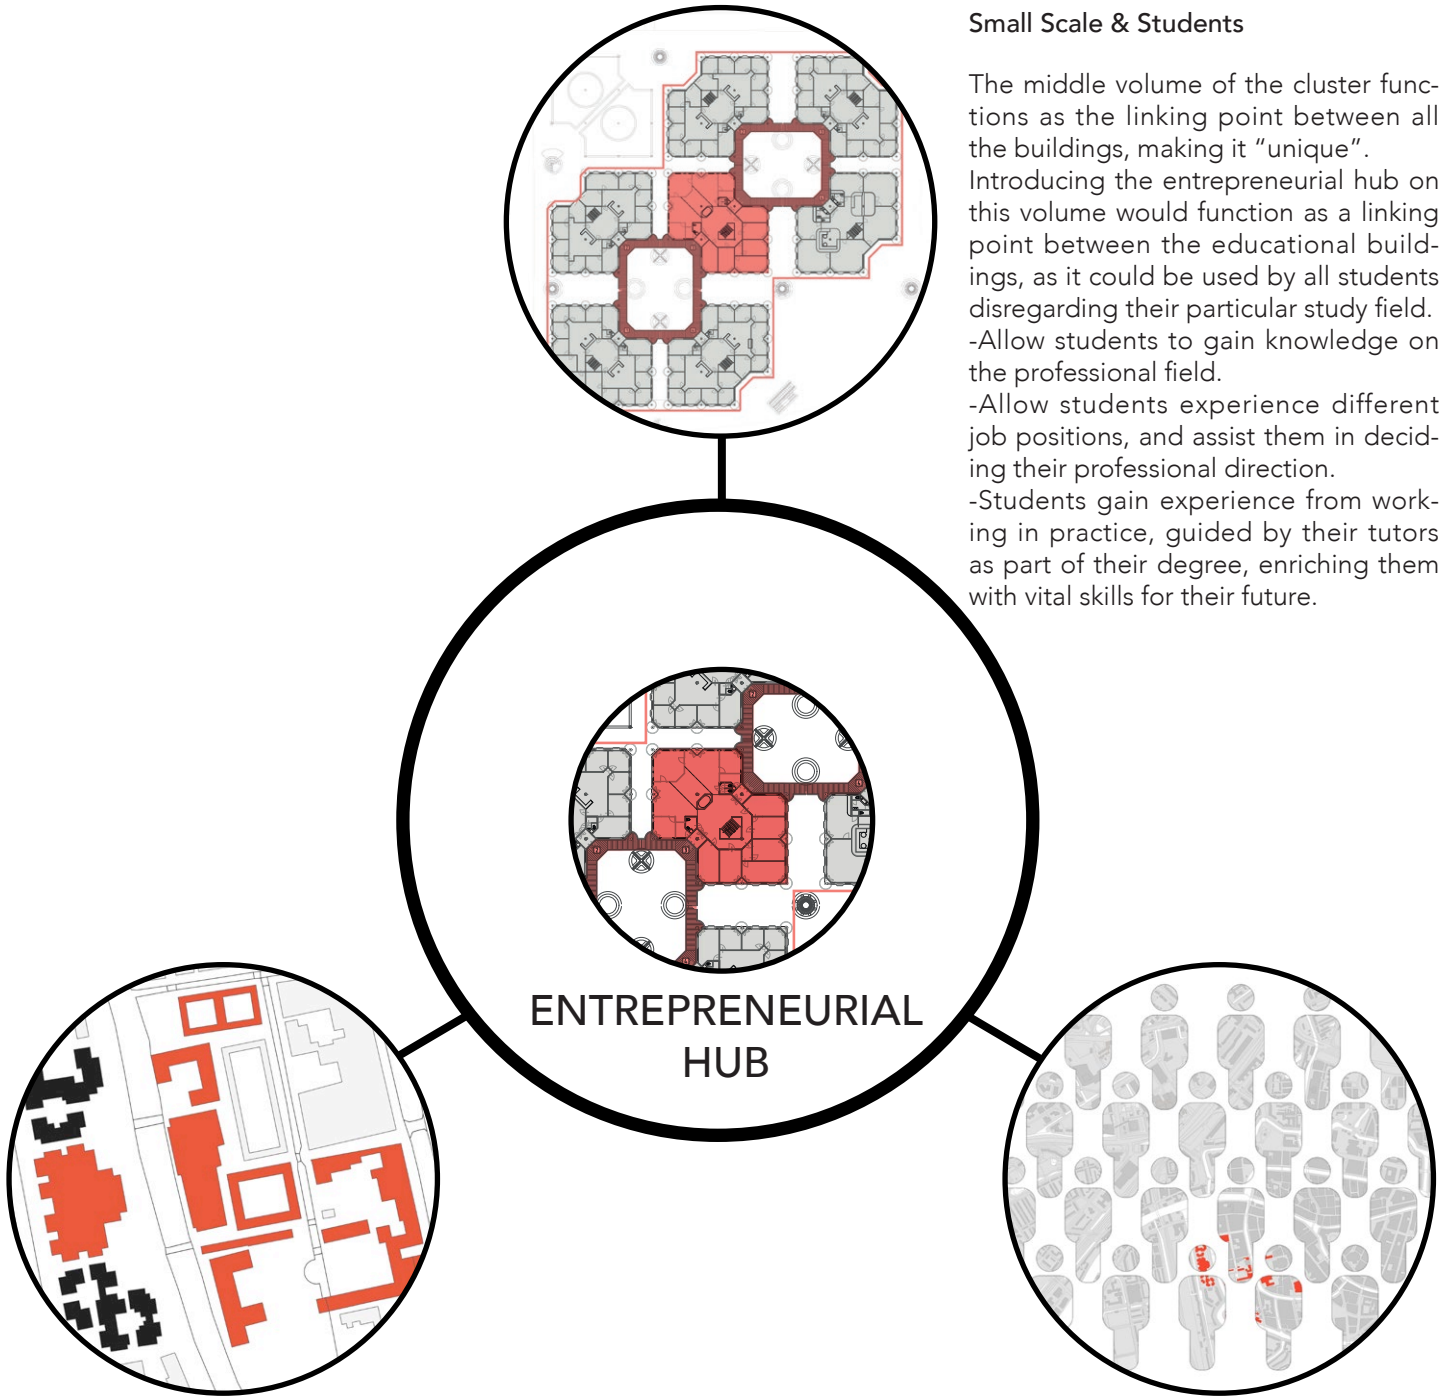 Small Scale & Students
The middle volume of the cluster func-
tions as the linking point between all
the buildings, making it “unique”.
Introducing the entrepreneurial hub on
this volume would function as a linking
point between the educational build-
ings, as it could be used by all students
disregarding their particular study field.
-Allow students to gain knowledge on
the professional field.
-Allow students experience different
job positions, and assist them in decid-
ing their professional direction.
-Students gain experience from work-
ing in practice, guided by their tutors
as part of their degree, enriching them
with vital skills for their future.
ENTREPRENEURIAL
HUB